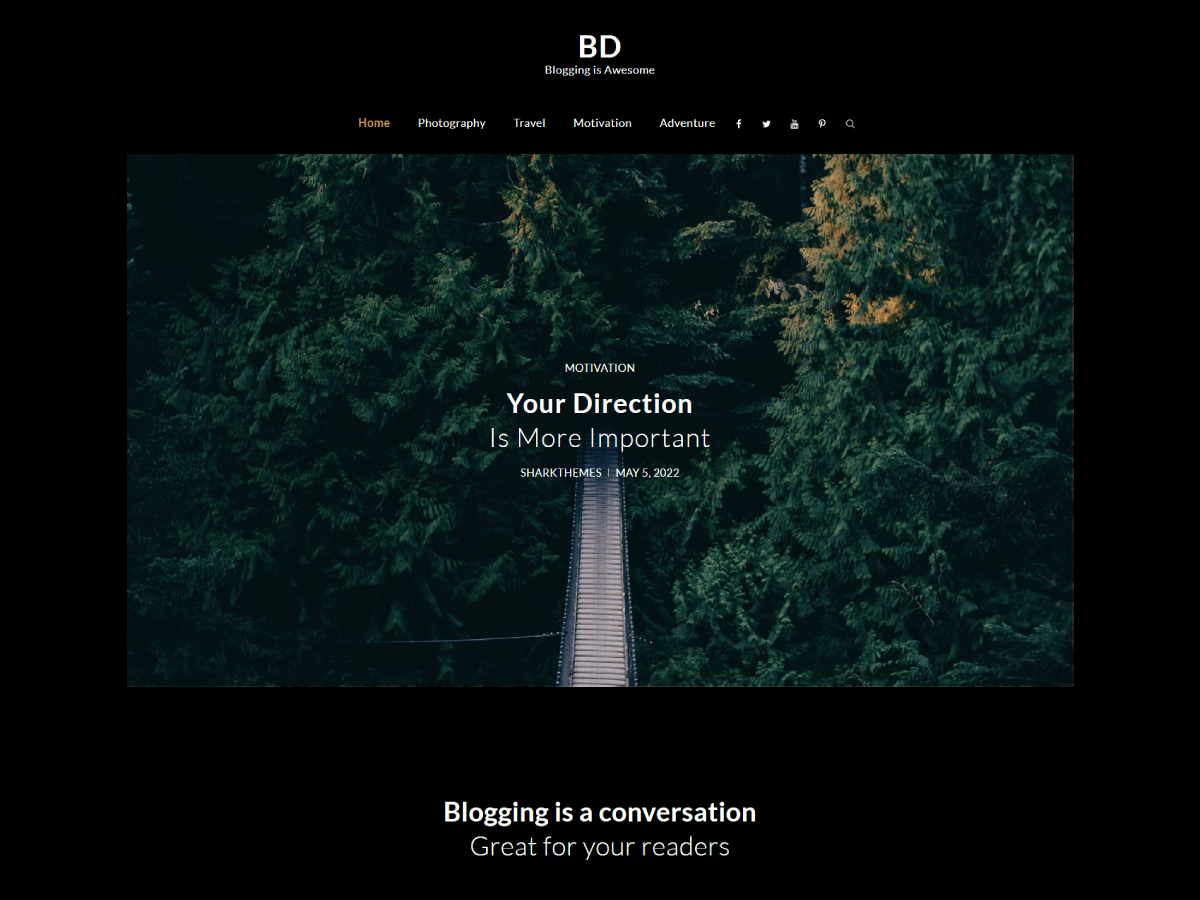 BD
Blogging is Awesome
Home Photography Travel Motivation Adventure
MOTIVATION
Your Direction
Is More Important
SHARKTHEMES | MAY 5, 2022
Blogging is a conversation
Great for your readers